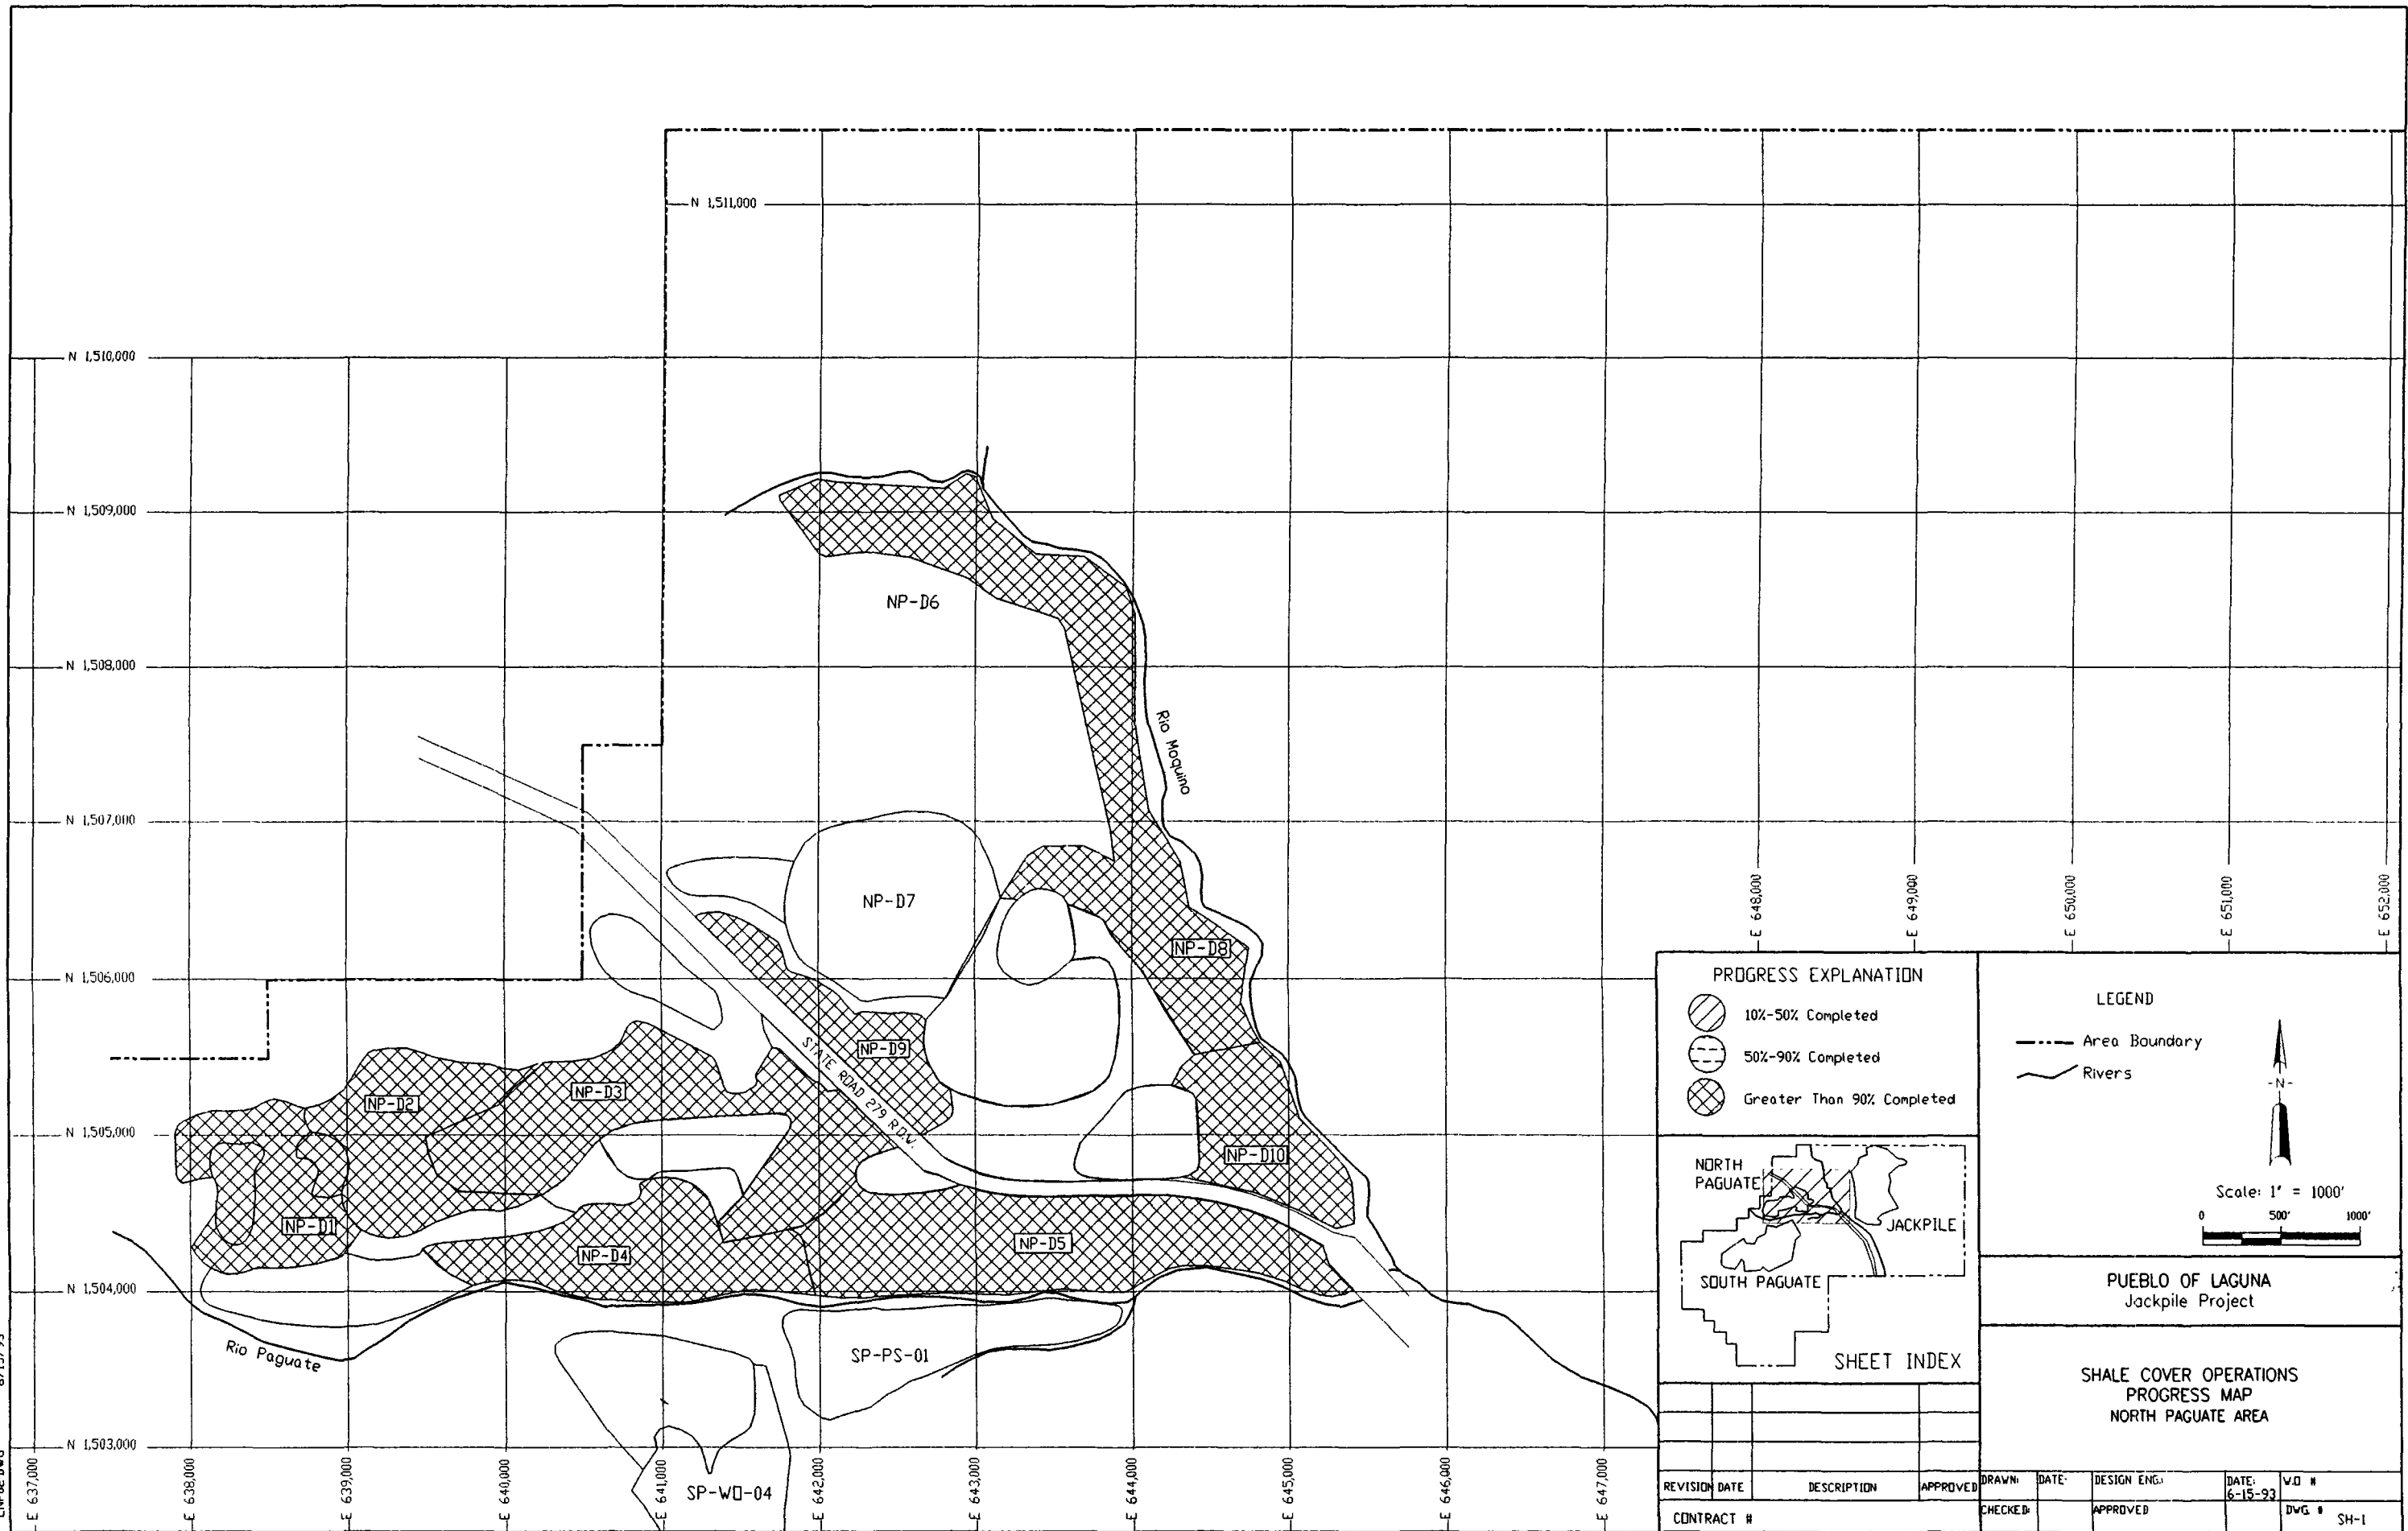 N 1,511,000
N 1,510,000
N 1,509,000
N 1,508,000
N 1,507,000
N 1,506,000
N 1,505,000
N 1,504,000
N 1,503,000
NP-D6
Rio Moquino
NP-D7
NP-D8
NP-D9
STATE ROAD 279 R.O.W.
NP-D3
NP-D2
NP-D10
NP-D1
NP-D4
NP-D5
Rio Paguate
SP-PS-01
SP-WO-04
E 637,000
E 638,000
E 639,000
E 640,000
E 641,000
E 642,000
E 643,000
E 644,000
E 645,000
E 646,000
E 647,000
E 648,000
E 649,000
E 650,000
E 651,000
E 652,000
PROGRESS EXPLANATION
10%-50% Completed
50%-90% Completed
Greater Than 90% Completed
LEGEND
Area Boundary
Rivers
-N-
Scale: 1" = 1000'
0 500' 1000'
NORTH
PAGUATE
JACKPILE
SOUTH PAGUATE
SHEET INDEX
PUEBLO OF LAGUNA
Jackpile Project
SHALE COVER OPERATIONS
PROGRESS MAP
NORTH PAGUATE AREA
REVISION DATE DESCRIPTION APPROVED
CONTRACT #
DRAWN: DATE: DESIGN ENG.: DATE: 6-15-93 W.O #
CHECKED: APPROVED DWG # SH-1